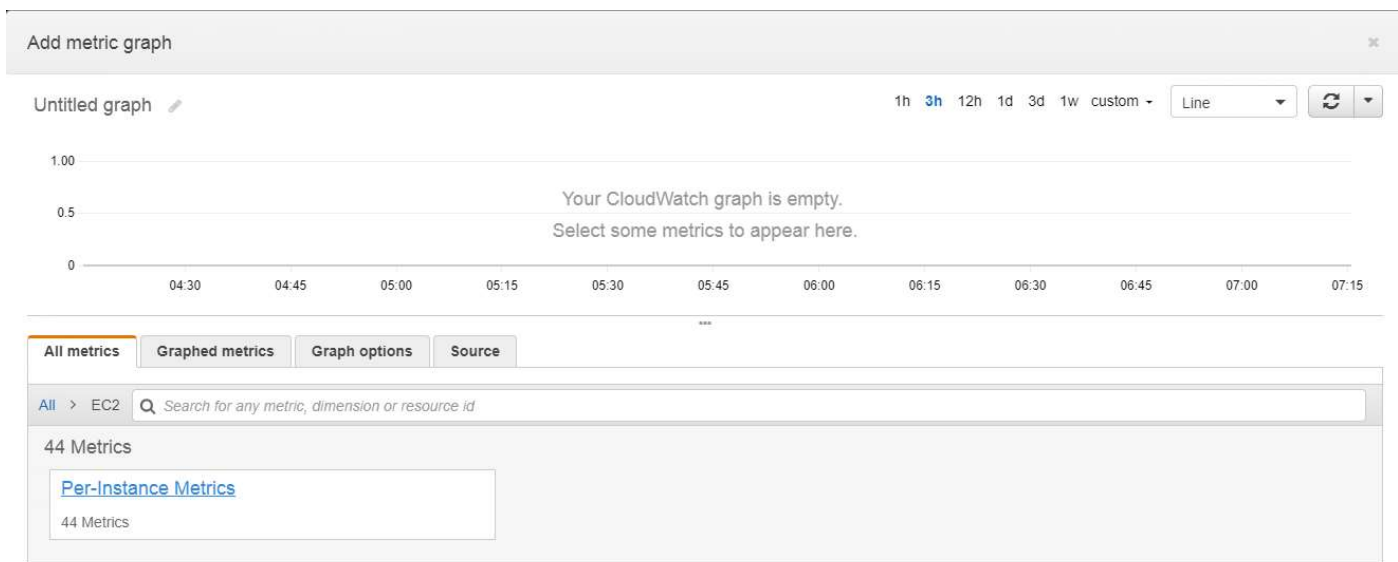 Add metric graph
Untitled graph 1h 3h 12h 1d 3d 1w custom Line
1.00
Your CloudWatch graph is empty.
0.5
Select some metrics to appear here.
0
04:30 04:45 05:00 05:15 05:30 05:45 06:00 06:15 06:30 06:45 07:00 07:15
All metrics Graphed metrics Graph options Source
All > EC2 Search for any metric, dimension or resource id
44 Metrics
Per-Instance Metrics
44 Metrics